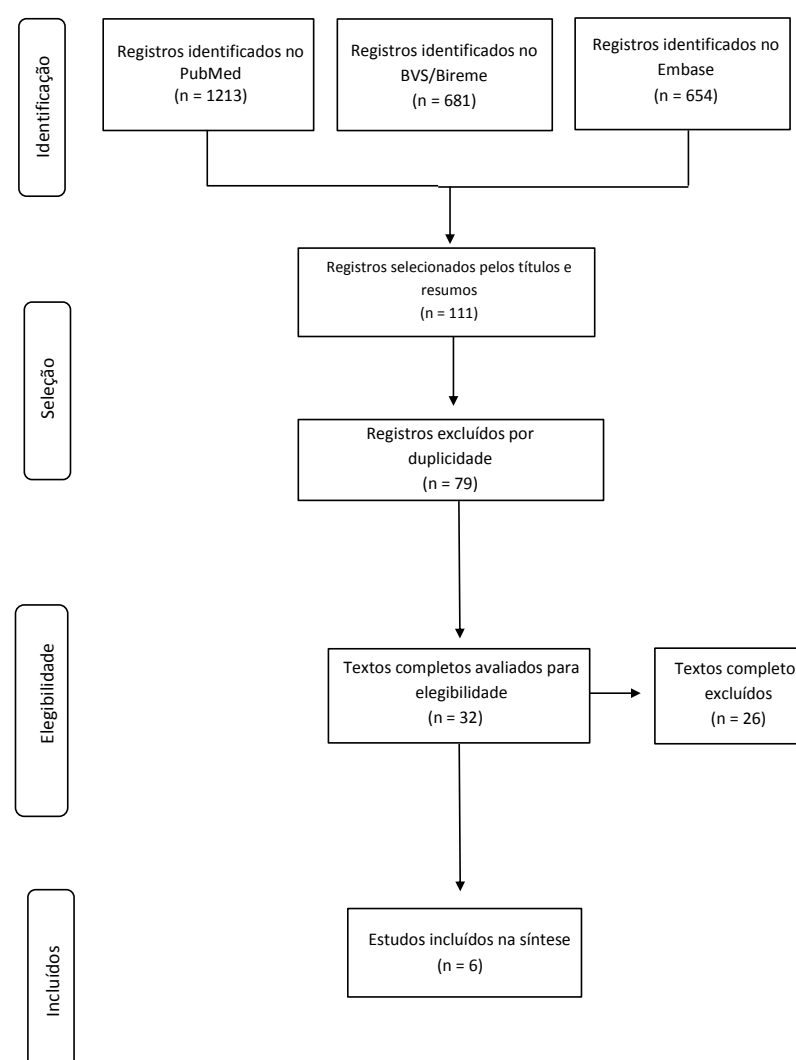 Identificação
Registros identificados no
PubMed
(n = 1213)
Registros identificados no
BVS/Bireme
(n = 681)
Registros identificados no
Embase
(n = 654)
Seleção
Registros selecionados pelos títulos e
resumos
(n = 111)
Registros excluídos por
duplicidade
(n = 79)
Elegibilidade
Textos completos avaliados para
elegibilidade
(n = 32)
Textos completos
excluídos
(n = 26)
Incluídos
Estudos incluídos na síntese
(n = 6)